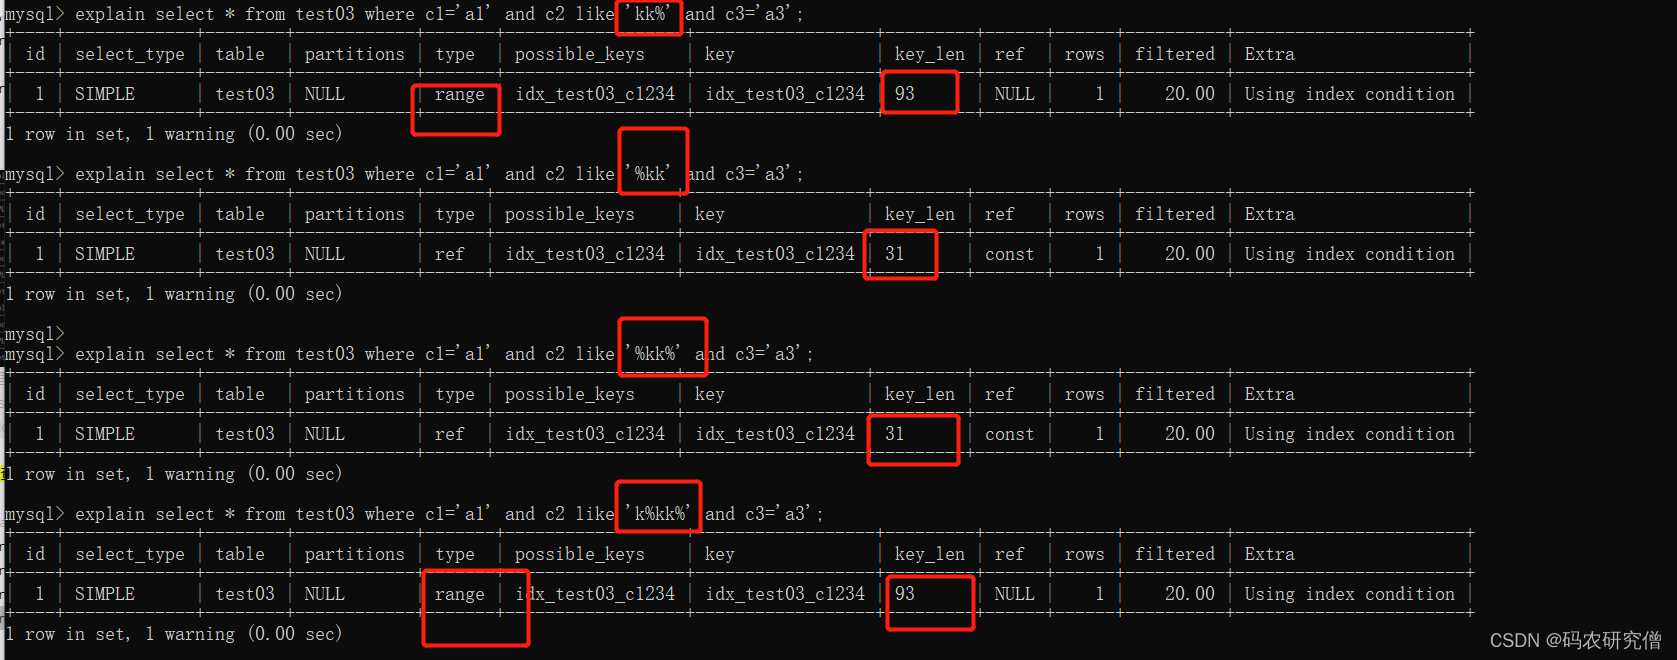 mysql> explain select * from test03 where c1='a1' and c2 like 'kk%' and c3='a3';
+----+-------------+--------+------------+-------+-----------------+-----------------+---------+------+------+----------+-----------------------+
| id | select_type | table | partitions | type | possible_keys | key | key_len | ref | rows | filtered | Extra |
| 1 | SIMPLE | test03 | NULL | range | idx_test03_c1234 | idx_test03_c1234 | 93 | NULL | 1 | 20.00 | Using index condition |
1 row in set, 1 warning (0.00 sec)
mysql> explain select * from test03 where c1='a1' and c2 like '%kk' and c3='a3';
| id | select_type | table | partitions | type | possible_keys | key | key_len | ref | rows | filtered | Extra |
| 1 | SIMPLE | test03 | NULL | ref | idx_test03_c1234 | idx_test03_c1234 | 31 | const | 1 | 20.00 | Using index condition |
1 row in set, 1 warning (0.00 sec)
mysql>
mysql> explain select * from test03 where c1='a1' and c2 like '%kk%' and c3='a3';
| id | select_type | table | partitions | type | possible_keys | key | key_len | ref | rows | filtered | Extra |
| 1 | SIMPLE | test03 | NULL | ref | idx_test03_c1234 | idx_test03_c1234 | 31 | const | 1 | 20.00 | Using index condition |
1 row in set, 1 warning (0.00 sec)
mysql> explain select * from test03 where c1='a1' and c2 like 'k%kk%' and c3='a3';
| id | select_type | table | partitions | type | possible_keys | key | key_len | ref | rows | filtered | Extra |
| 1 | SIMPLE | test03 | NULL | range | idx_test03_c1234 | idx_test03_c1234 | 93 | NULL | 1 | 20.00 | Using index condition |
1 row in set, 1 warning (0.00 sec)
CSDN @码农研究僧